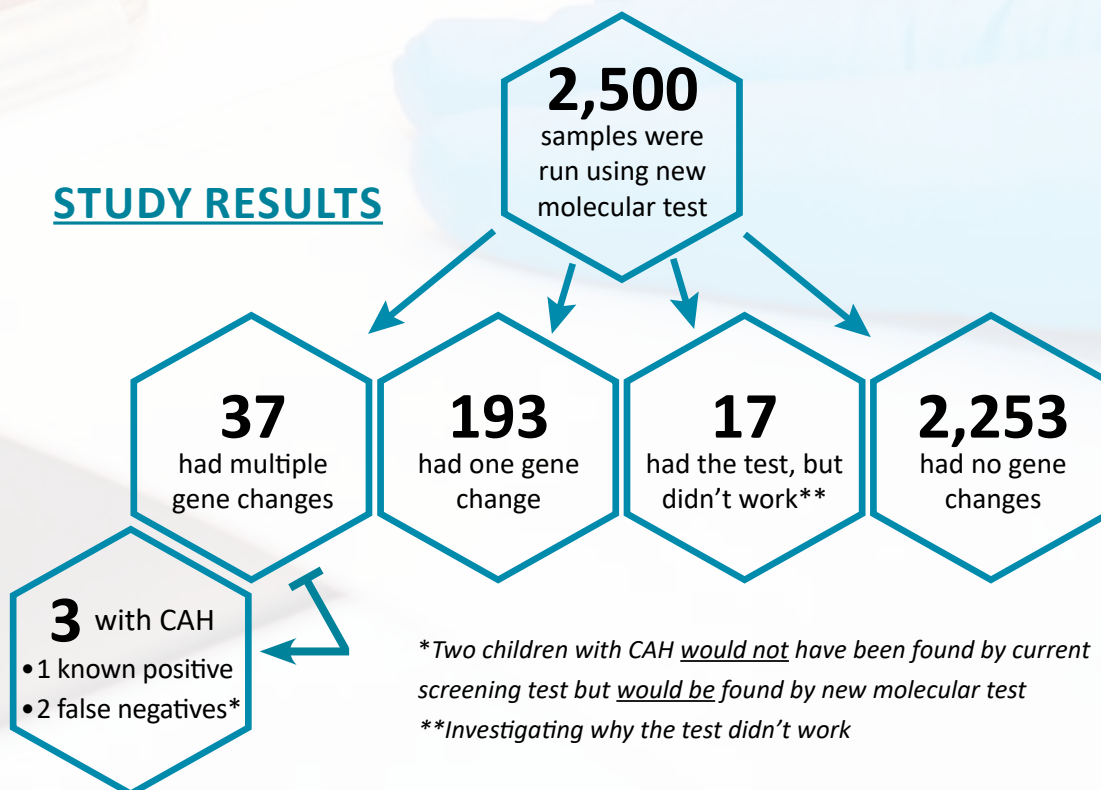 2,500
samples were
run using new
molecular test
STUDY RESULTS
37
had multiple
gene changes
193
had one gene
change
17
had the test, but
didn’t work**
2,253
had no gene
changes
3 with CAH
•1 known positive
•2 false negatives*
*Two children with CAH would not have been found by current
screening test but would be found by new molecular test
**Investigating why the test didn’t work